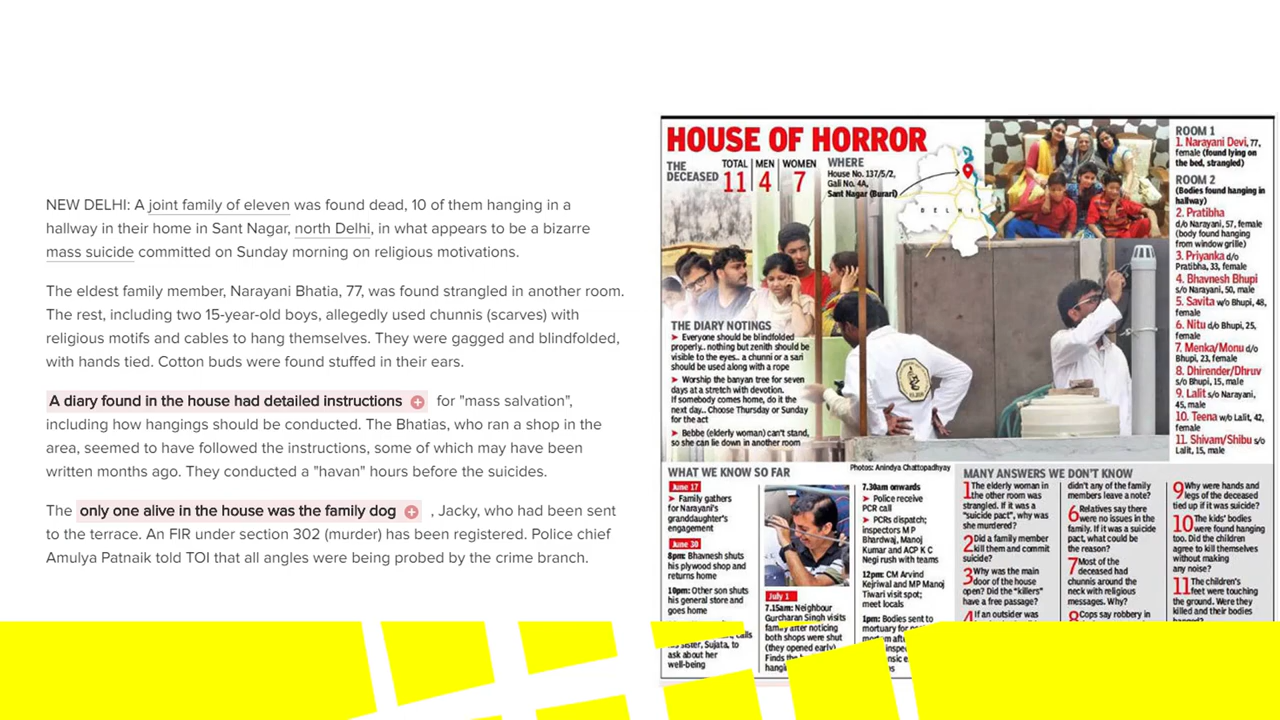 NEW DELHI: A joint family of eleven was found dead, 10 of them hanging in a
hallway in their home in Sant Nagar, north Delhi, in what appears to be a bizarre
mass suicide committed on Sunday morning on religious motivations.
The eldest family member, Narayani Bhatia, 77, was found strangled in another room.
The rest, including two 15-year-old boys, allegedly used chunnis (scarves) with
religious motifs and cables to hang themselves. They were gagged and blindfolded,
with hands tied. Cotton buds were found stuffed in their ears.
A diary found in the house had detailed instructions for "mass salvation",
including how hangings should be conducted. The Bhatias, who ran a shop in the
area, seemed to have followed the instructions, some of which may have been
written months ago. They conducted a "havan" hours before the suicides.
The only one alive in the house was the family dog , Jacky, who had been sent
to the terrace. An FIR under section 302 (murder) has been registered. Police chief
Amulya Patnaik told TOI that all angles were being probed by the crime branch.
HOUSE OF HORROR
THE
DECEASED
TOTAL
11
MEN
4
WOMEN
7
WHERE
House No. 137/5/2,
Gali No. 4A,
Sant Nagar (Burari)
DELHI
ROOM 1
1. Narayani Devi, 77,
female (found lying on
the bed, strangled)
ROOM 2
(Bodies found hanging in
hallway)
2. Pratibha
d/o Narayani, 57, female
(body found hanging
from window grille)
3. Priyanka d/o
Pratibha, 33, female
4. Bhavnesh Bhupi
s/o Narayani, 50, male
5. Savita w/o Bhupi, 48,
female
6. Nitu d/o Bhupi, 25,
female
7. Menka/Monu d/o
Bhupi, 23, female
8. Dhirender/Dhruv
s/o Bhupi, 15, male
9. Lalit s/o Narayani,
45, male
10. Teena w/o Lalit, 42,
female
11. Shivam/Shibu s/o
Lalit, 15, male
THE DIARY NOTINGS
➤ Everyone should be blindfolded
properly.. nothing but zenith should be
visible to the eyes.. a chunni or a sari
should be used along with a rope
➤ Worship the banyan tree for seven
days at a stretch with devotion.
If somebody comes home, do it the
next day.. Choose Thursday or Sunday
for the act
➤ Bebbe (elderly woman) can't stand,
so she can lie down in another room
Photos: Anindya Chattopadhyay
WHAT WE KNOW SO FAR
June 17
➤ Family gathers
for Narayani's
granddaughter's
engagement
June 30
8pm: Bhavnesh shuts
his plywood shop and
returns home
10pm: Other son shuts
his general store and
goes home
sister, Sujata, to
ask about her
well-being
July 1
7.15am: Neighbour
Gurcharan Singh visits
family after noticing
both shops were shut
(they opened early)
Finds the
7.30am onwards
➤ Police receive
PCR call
➤ PCRs dispatch;
inspectors M P
Bhardwaj, Manoj
Kumar and ACP K C
Negi rush with teams
12pm: CM Arvind
Kejriwal and MP Manoj
Tiwari visit spot;
meet locals
1pm: Bodies sent to
mortuary for
MANY ANSWERS WE DON'T KNOW
1 The elderly woman in
the other room was
strangled. If it was a
"suicide pact", why was
she murdered?
2 Did a family member
kill them and commit
suicide?
3 Why was the main
door of the house
open? Did the "killers"
have a free passage?
4 If an outsider was
didn't any of the family
members leave a note?
6 Relatives say there
were no issues in the
family. If it was a suicide
pact, what could be
the reason?
7 Most of the
deceased had
chunnis around the
neck with religious
messages. Why?
8 Cops say robbery in
9 Why were hands and
legs of the deceased
tied up if it was suicide?
10 The kids' bodies
were found hanging
too. Did the children
agree to kill themselves
without making
any noise?
11 The children's
feet were touching
the ground. Were they
killed and their bodies